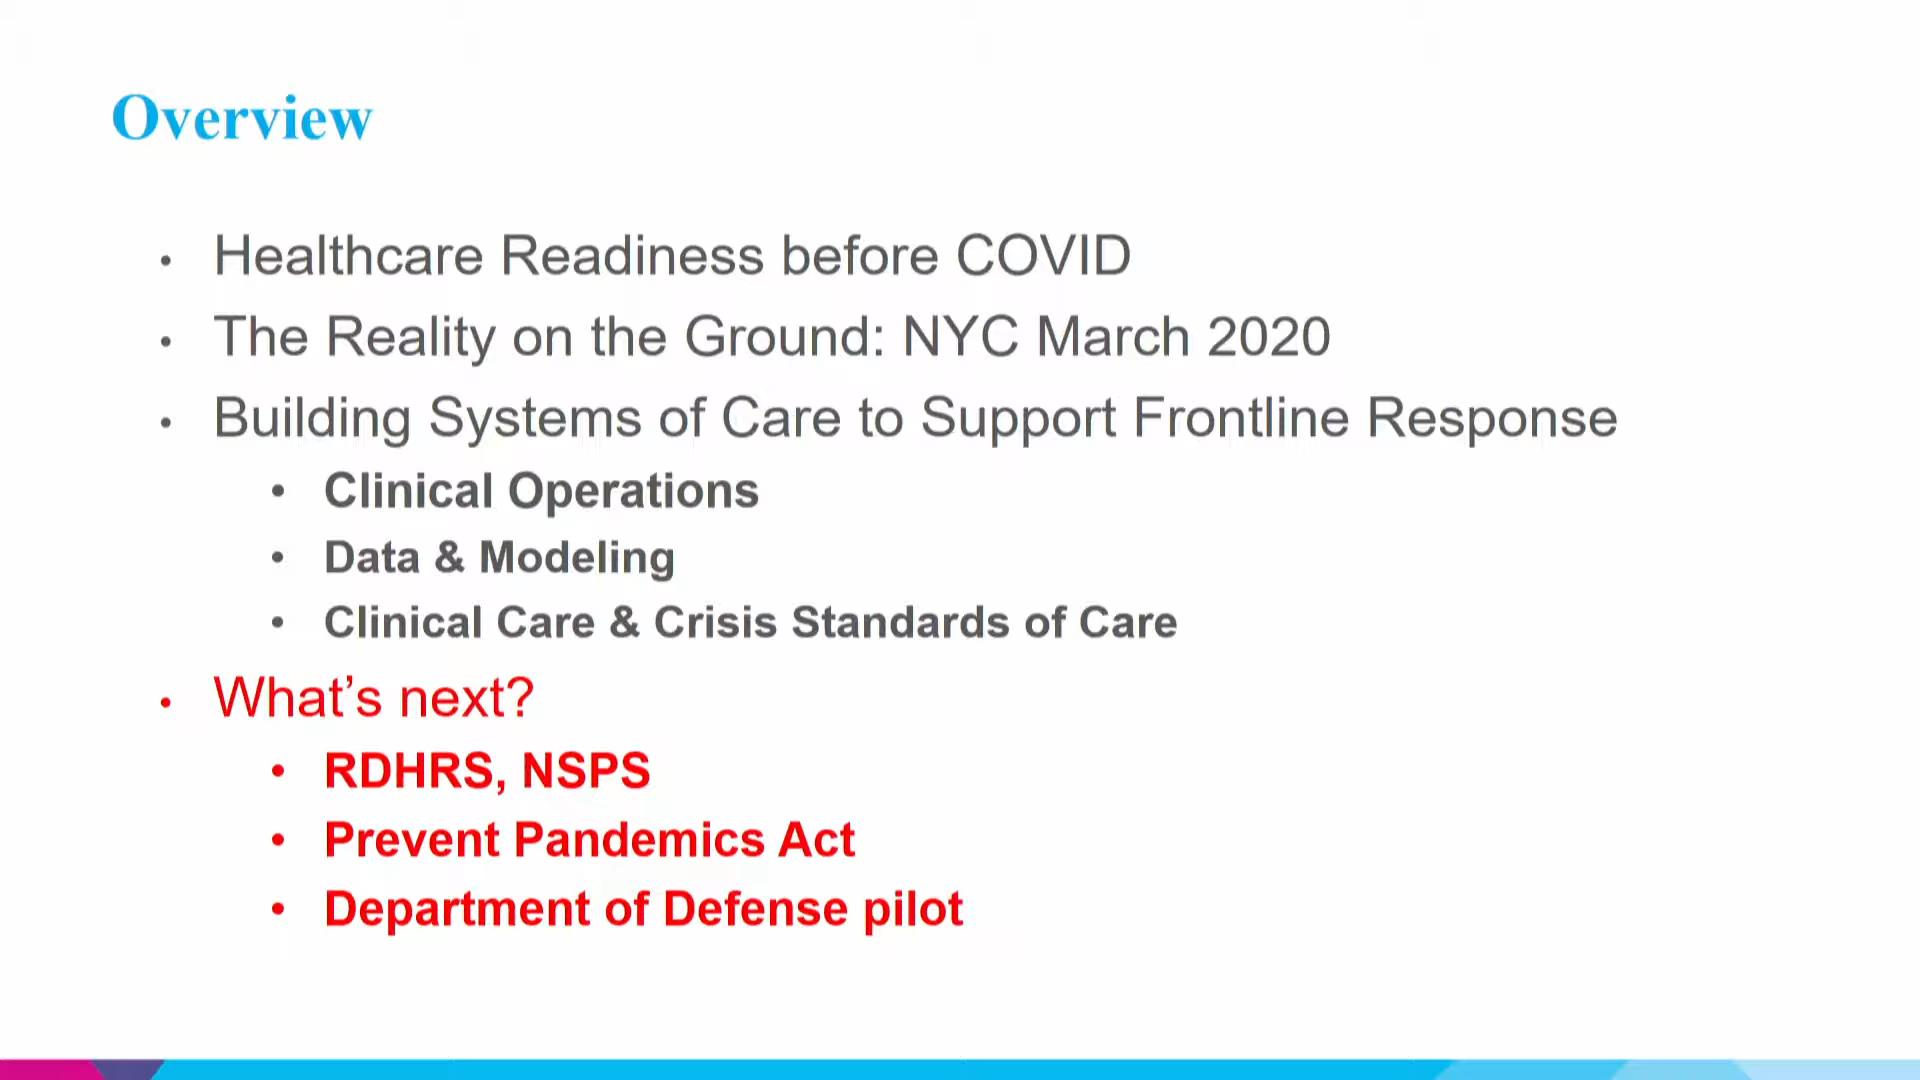 Overview
• Healthcare Readiness before COVID
• The Reality on the Ground: NYC March 2020
• Building Systems of Care to Support Frontline Response
• Clinical Operations
• Data & Modeling
• Clinical Care & Crisis Standards of Care
• What’s next?
• RDHRS, NSPS
• Prevent Pandemics Act
• Department of Defense pilot